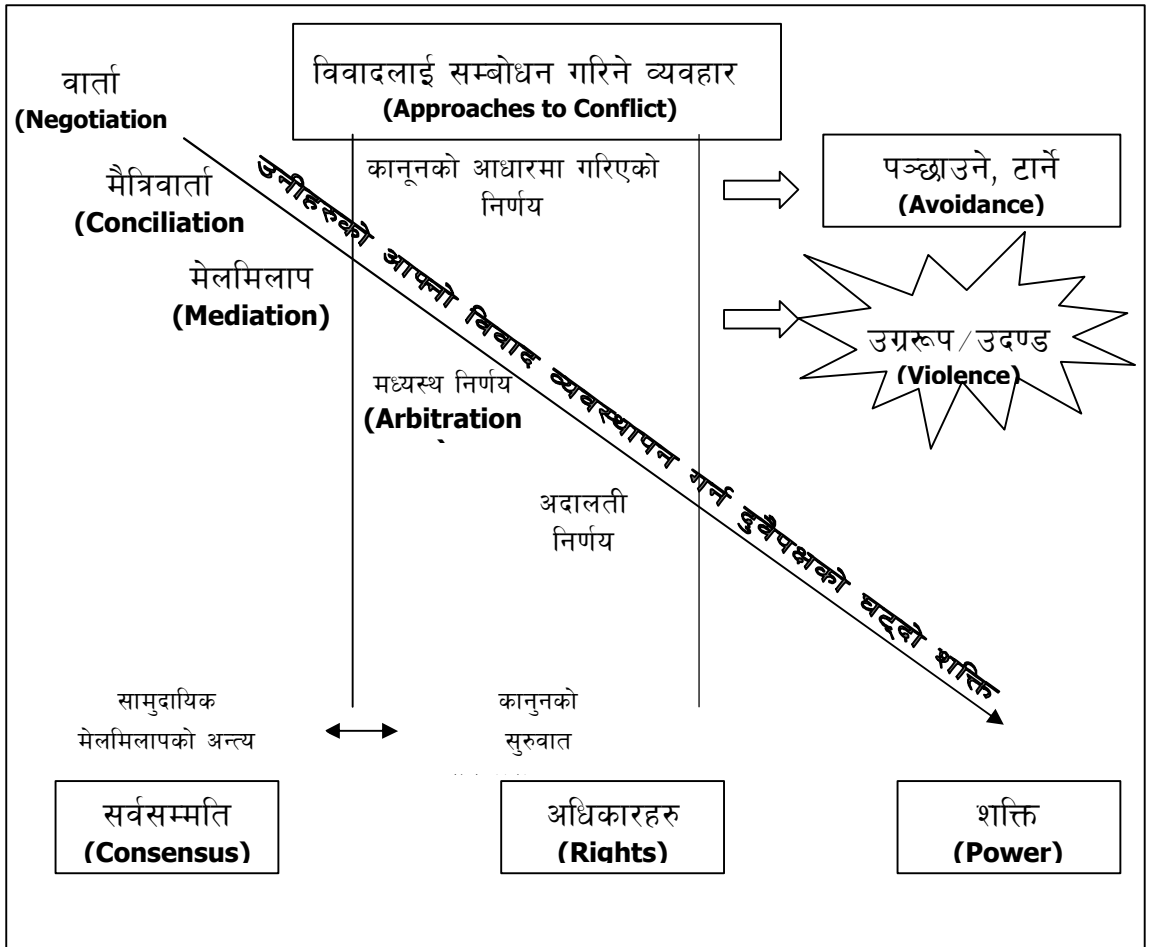 विवादलाई सम्बोधन गरिने व्यवहार
(Approaches to Conflict)
वार्ता
(Negotiation
मैत्रिवार्ता
(Conciliation
मेलमिलाप
(Mediation)
कानूनको आधारमा गरिएको
निर्णय
मध्यस्थ निर्णय
(Arbitration
अदालती
निर्णय
पञ्छाउने, टार्ने
(Avoidance)
उग्ररूप/उदण्ड
(Violence)
उनीहरुको आफ्नो विवाद व्यवस्थापन गर्न दुवैपक्षको घट्दो शक्ति
सामुदायिक
मेलमिलापको अन्त्य
कानुनको
सुरुवात
सर्वसम्मति
(Consensus)
अधिकारहरु
(Rights)
शक्ति
(Power)